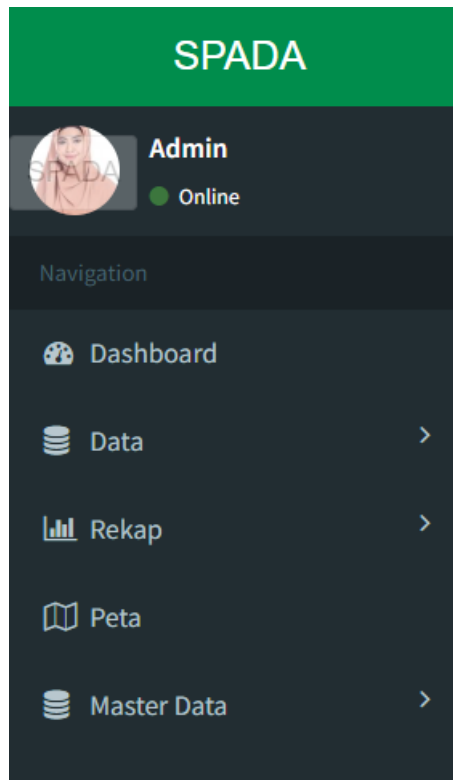 SPADA
SPADA
Admin
Online
Navigation
Dashboard
Data
Rekap
Peta
Master Data